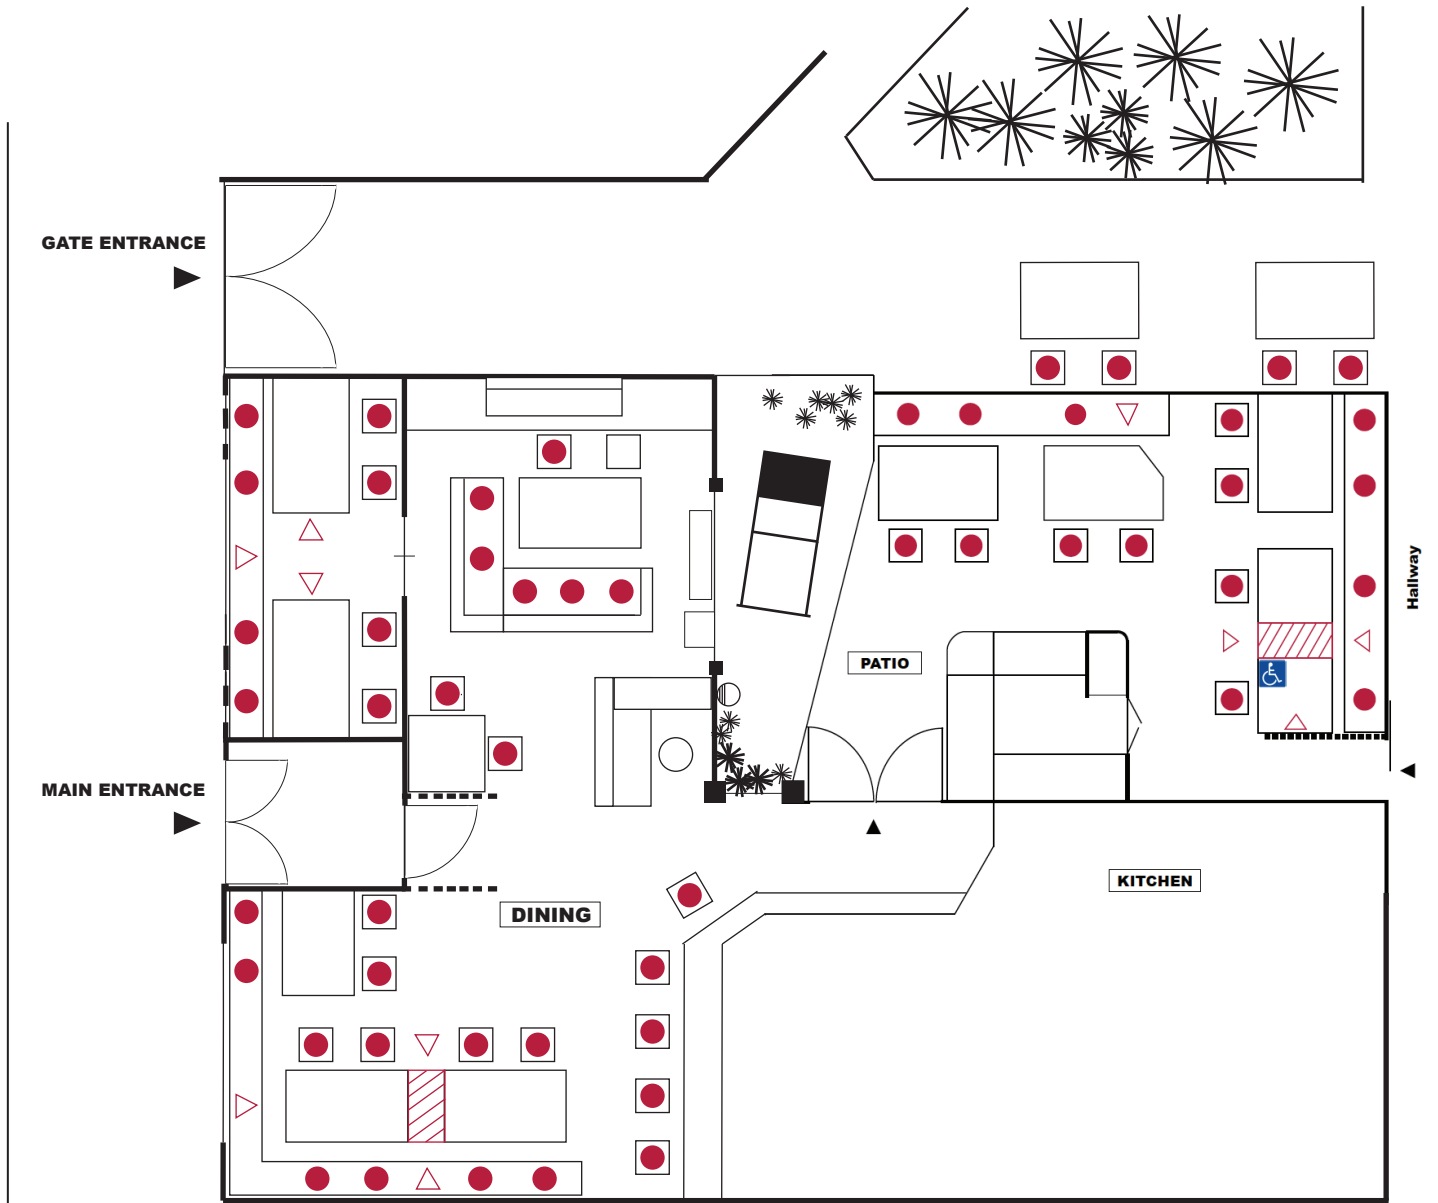 GATE ENTRANCE
Hallway
PATIO
MAIN ENTRANCE
KITCHEN
DINING